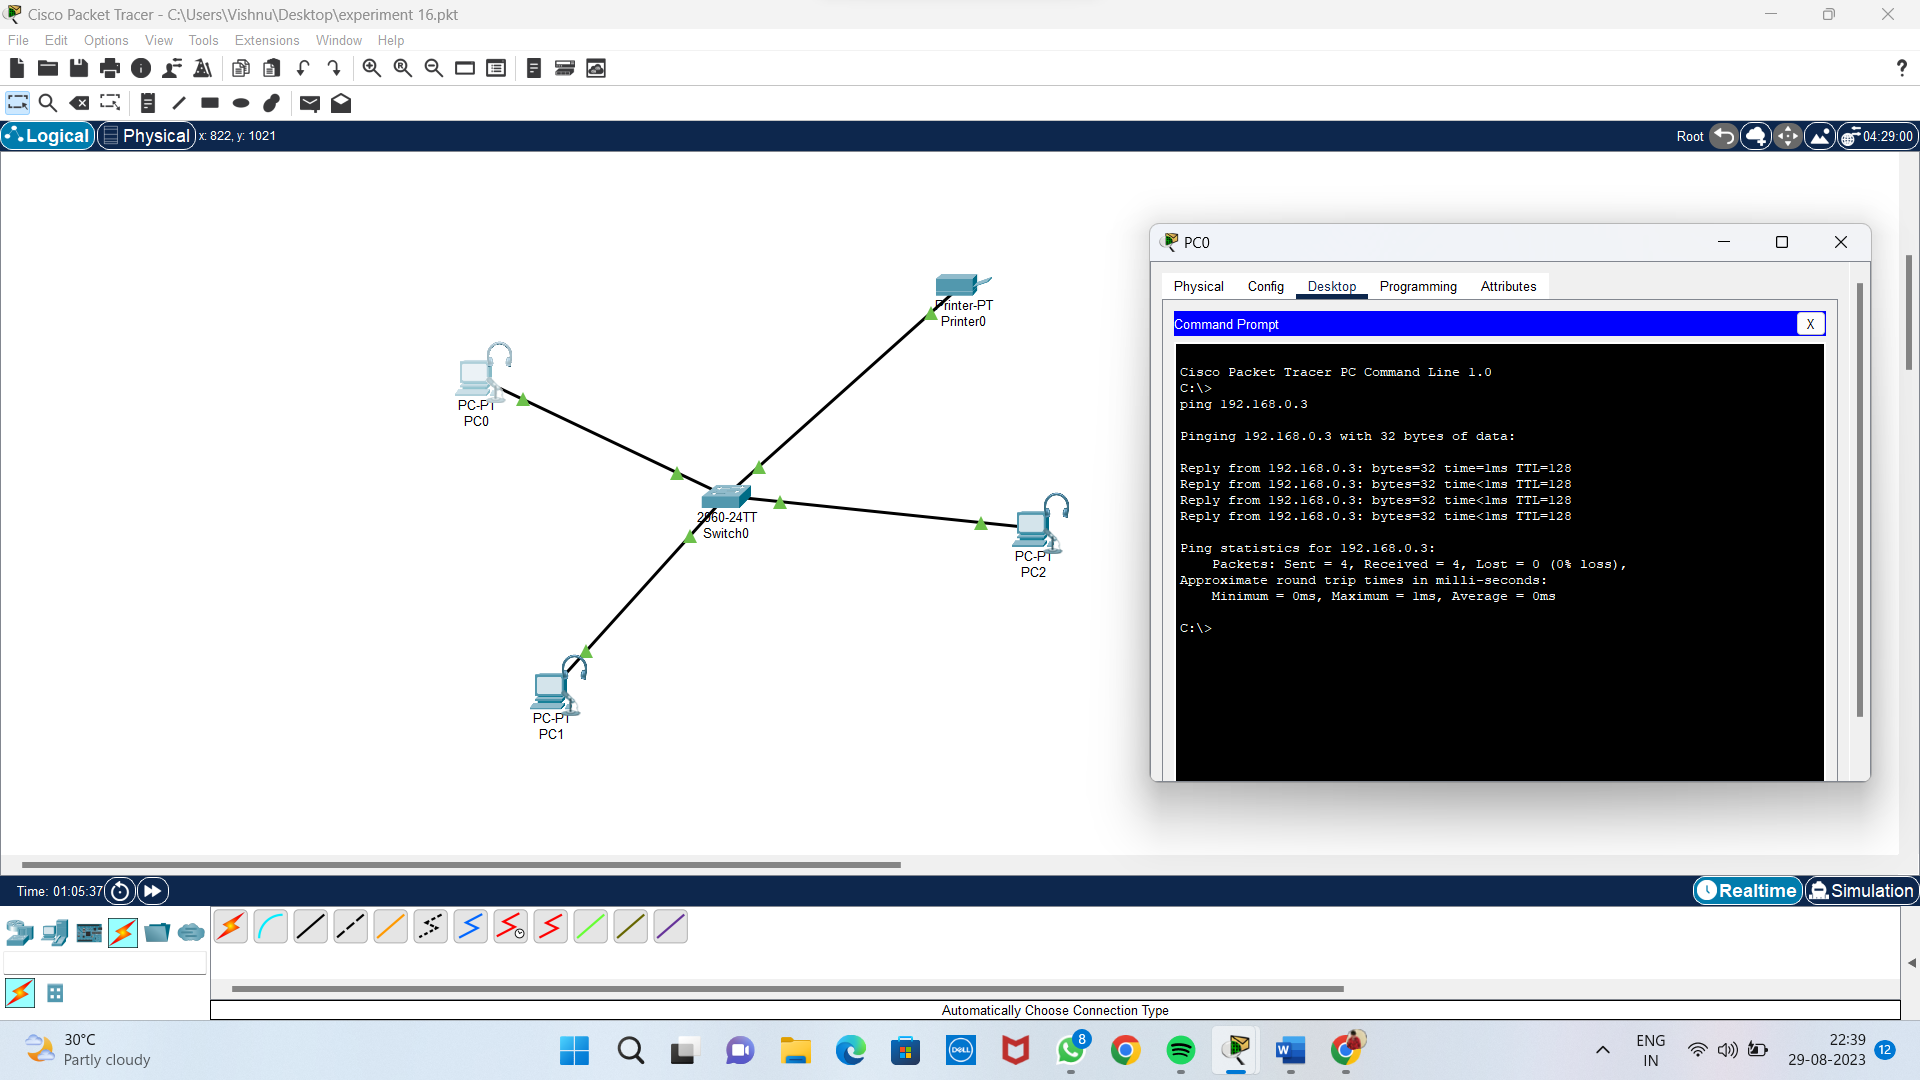 Cisco Packet Tracer - C:\Users\Vishnu\Desktop\experiment 16.pkt
File Edit Options View Tools Extensions Window Help
?
Logical Physical x: 822, y: 1021 Root 04:29:00
Printer-PT
Printer0
PC-PT
PC0
2960-24TT
Switch0
PC-PT
PC2
PC-PT
PC1
PC0
Physical Config Desktop Programming Attributes
Command Prompt X
Cisco Packet Tracer PC Command Line 1.0
C:\>
ping 192.168.0.3
Pinging 192.168.0.3 with 32 bytes of data:
Reply from 192.168.0.3: bytes=32 time=1ms TTL=128
Reply from 192.168.0.3: bytes=32 time<1ms TTL=128
Reply from 192.168.0.3: bytes=32 time<1ms TTL=128
Reply from 192.168.0.3: bytes=32 time<1ms TTL=128
Ping statistics for 192.168.0.3:
Packets: Sent = 4, Received = 4, Lost = 0 (0% loss),
Approximate round trip times in milli-seconds:
Minimum = 0ms, Maximum = 1ms, Average = 0ms
C:\>
Time: 01:05:37 Realtime Simulation
Automatically Choose Connection Type
30°C
Partly cloudy
DELL
8
W
ENG
IN
22:39
29-08-2023
12